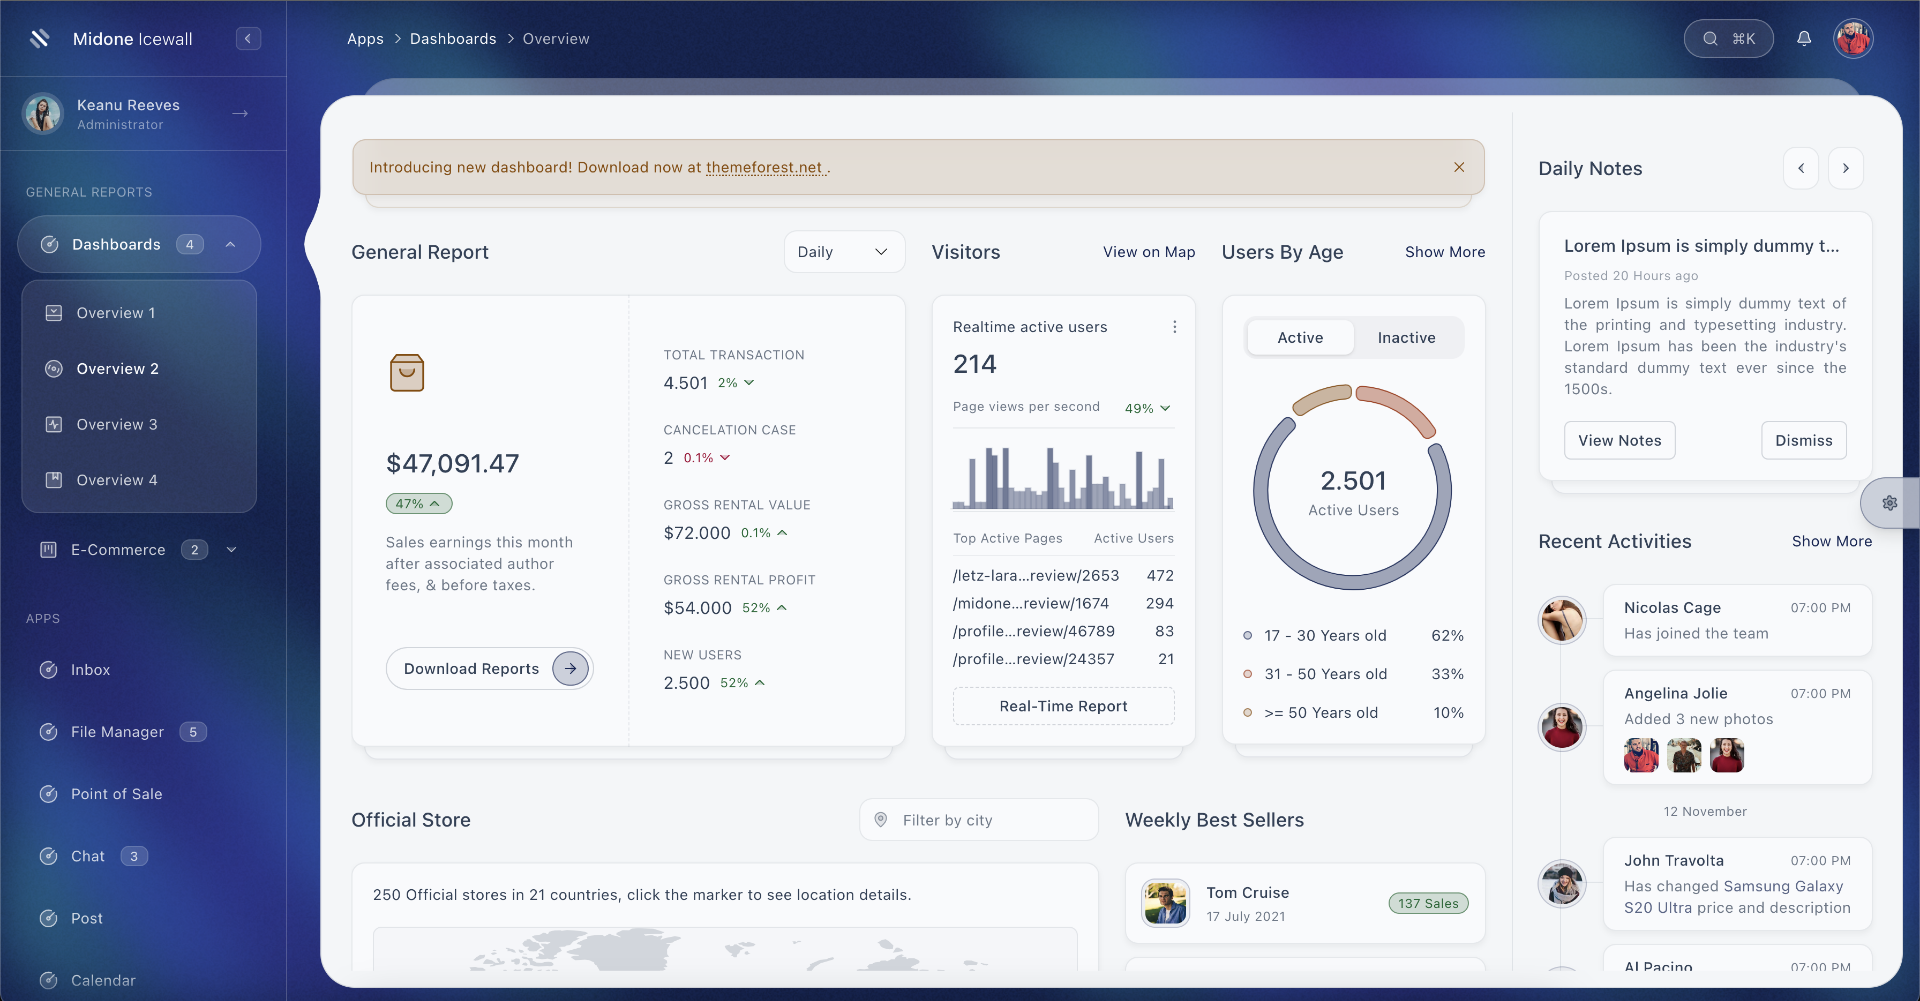 Midone Icewall
Keanu Reeves
Administrator
GENERAL REPORTS
Dashboards 4
Overview 1
Overview 2
Overview 3
Overview 4
E-Commerce 2
APPS
Inbox
File Manager 5
Point of Sale
Chat 3
Post
Calendar
Apps > Dashboards > Overview
⌘K
Introducing new dashboard! Download now at themeforest.net .
General Report
Daily
$47,091.47
47%
Sales earnings this month
after associated author
fees, & before taxes.
Download Reports
TOTAL TRANSACTION
4.501 2%
CANCELATION CASE
2 0.1%
GROSS RENTAL VALUE
$72.000 0.1%
GROSS RENTAL PROFIT
$54.000 52%
NEW USERS
2.500 52%
Visitors
View on Map
Realtime active users
214
Page views per second 49%
Top Active Pages Active Users
/letz-lara...review/2653 472
/midone...review/1674 294
/profile...review/46789 83
/profile...review/24357 21
Real-Time Report
Users By Age
Show More
Active Inactive
2.501
Active Users
17 - 30 Years old 62%
31 - 50 Years old 33%
>= 50 Years old 10%
Official Store
Filter by city
250 Official stores in 21 countries, click the marker to see location details.
Weekly Best Sellers
Tom Cruise
17 July 2021
137 Sales
Daily Notes
Lorem Ipsum is simply dummy t...
Posted 20 Hours ago
Lorem Ipsum is simply dummy text of
the printing and typesetting industry.
Lorem Ipsum has been the industry's
standard dummy text ever since the
1500s.
View Notes
Dismiss
Recent Activities
Show More
Nicolas Cage 07:00 PM
Has joined the team
Angelina Jolie 07:00 PM
Added 3 new photos
12 November
John Travolta 07:00 PM
Has changed Samsung Galaxy
S20 Ultra price and description
Al Pacino 07:00 PM